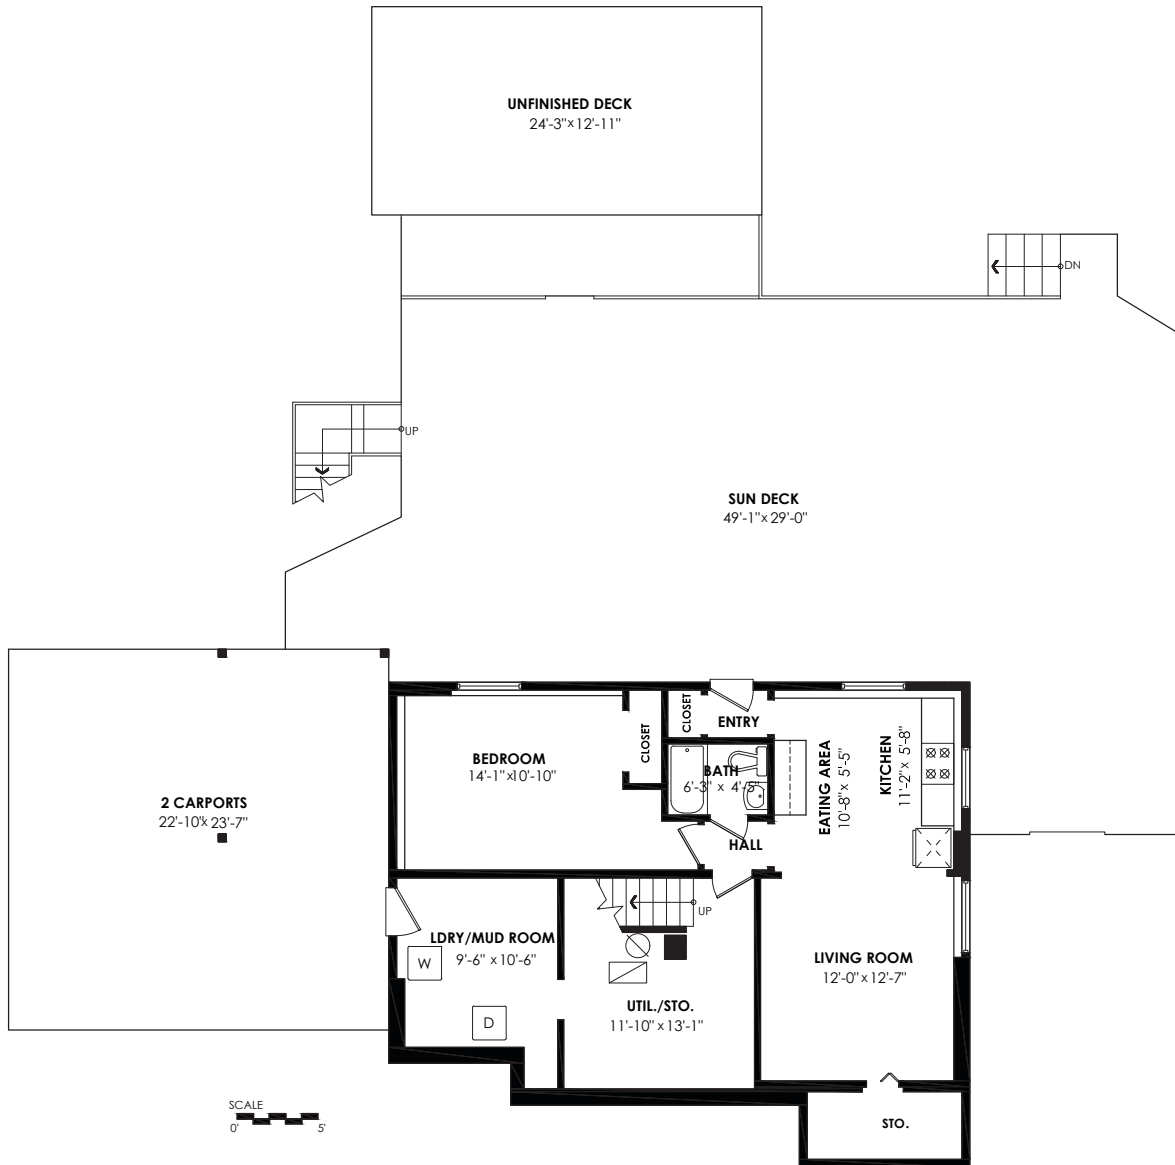 UNFINISHED DECK
24'-3" x 12'-11"
DN
UP
SUN DECK
49'-1" x 29'-0"
CLOSET
ENTRY
CLOSET
BEDROOM
14'-1" x10'-10"
BATH
6'-3" x 4'-5"
EATING AREA
10'-8" x 5'-5"
KITCHEN
11'-2" x 5'-8"
2 CARPORTS
22'-10'x 23'-7"
HALL
UP
LDRY/MUD ROOM
9'-6" x 10'-6"
W
LIVING ROOM
12'-0" x 12'-7"
UTIL./STO.
11'-10" x 13'-1"
D
SCALE
0' 5'
STO.